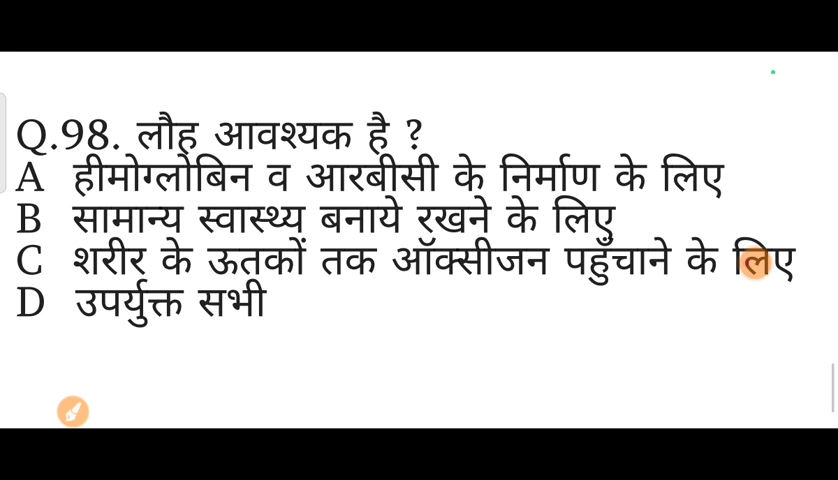 Q.98. लौह आवश्यक है ?
A हीमोग्लोबिन व आरबीसी के निर्माण के लिए
B सामान्य स्वास्थ्य बनाये रखने के लिए
C शरीर के ऊतकों तक ऑक्सीजन पहुँचाने के लिए
D उपर्युक्त सभी